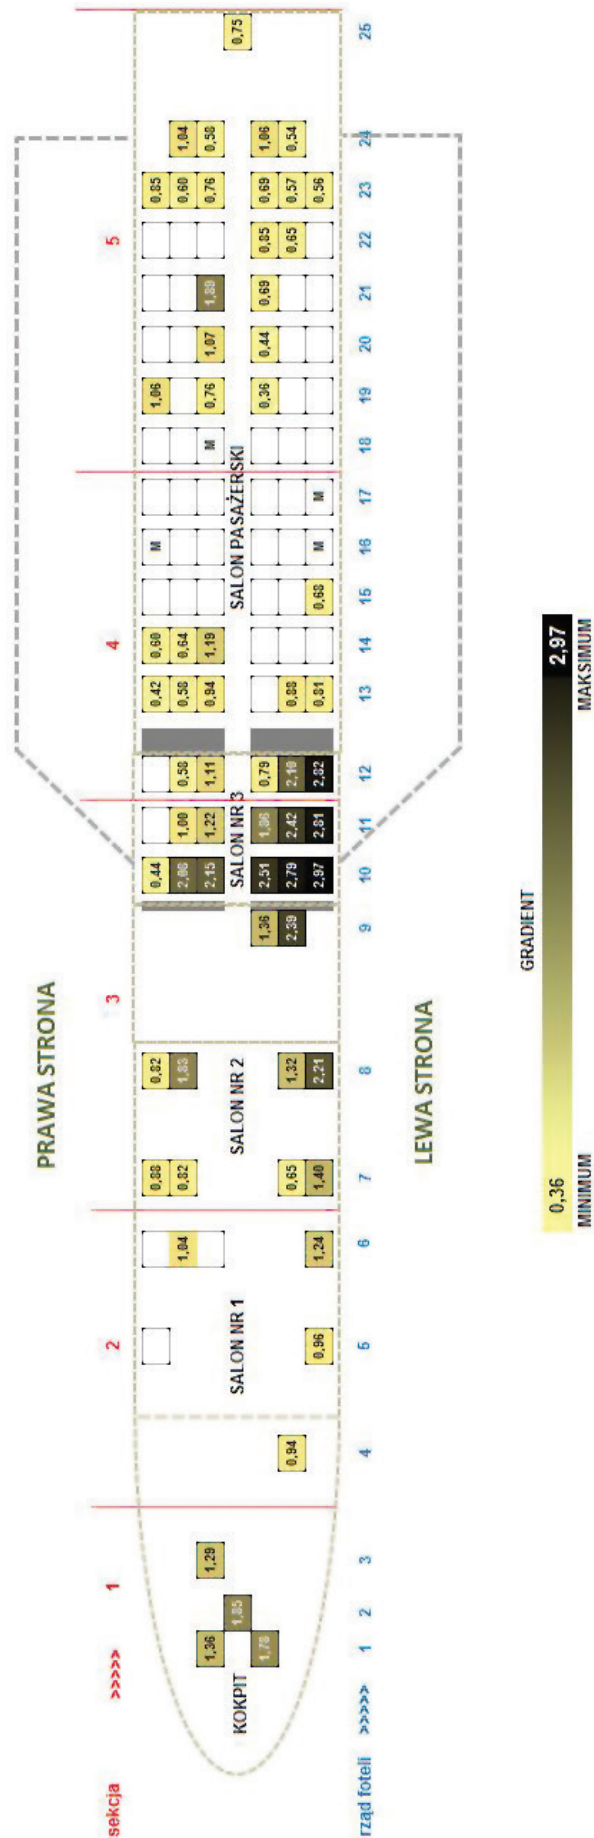 PRAWA STRONA
sekcja >>>>> 1 2 3 4 5
0,88 0,82 0,44 0,42 0,60 M 1,06 0,85
1,04 0,82 1,83 2,08 1,00 0,58 0,58 0,64 0,60 1,04
1,36 1,29 2,15 1,22 1,11 0,94 1,19 M 0,76 1,07 1,89 0,76 0,58
KOKPIT 1,85 SALON NR 1 SALON NR 2 SALON NR 3 SALON PASAŻERSKI 0,75
1,78 1,36 2,51 1,86 0,79 0,36 0,44 0,69 0,85 0,69 1,06
0,94 0,65 1,32 2,39 2,79 2,42 2,10 0,88 0,65 0,57 0,54
0,96 1,24 1,40 2,21 2,97 2,81 2,82 0,81 0,68 M M 0,56
rząd foteli >>>>> 1 2 3 4 5 6 7 8 9 10 11 12 13 14 15 16 17 18 19 20 21 22 23 24 25
LEWA STRONA
GRADIENT
0,36 2,97
MINIMUM MAKSIMUM